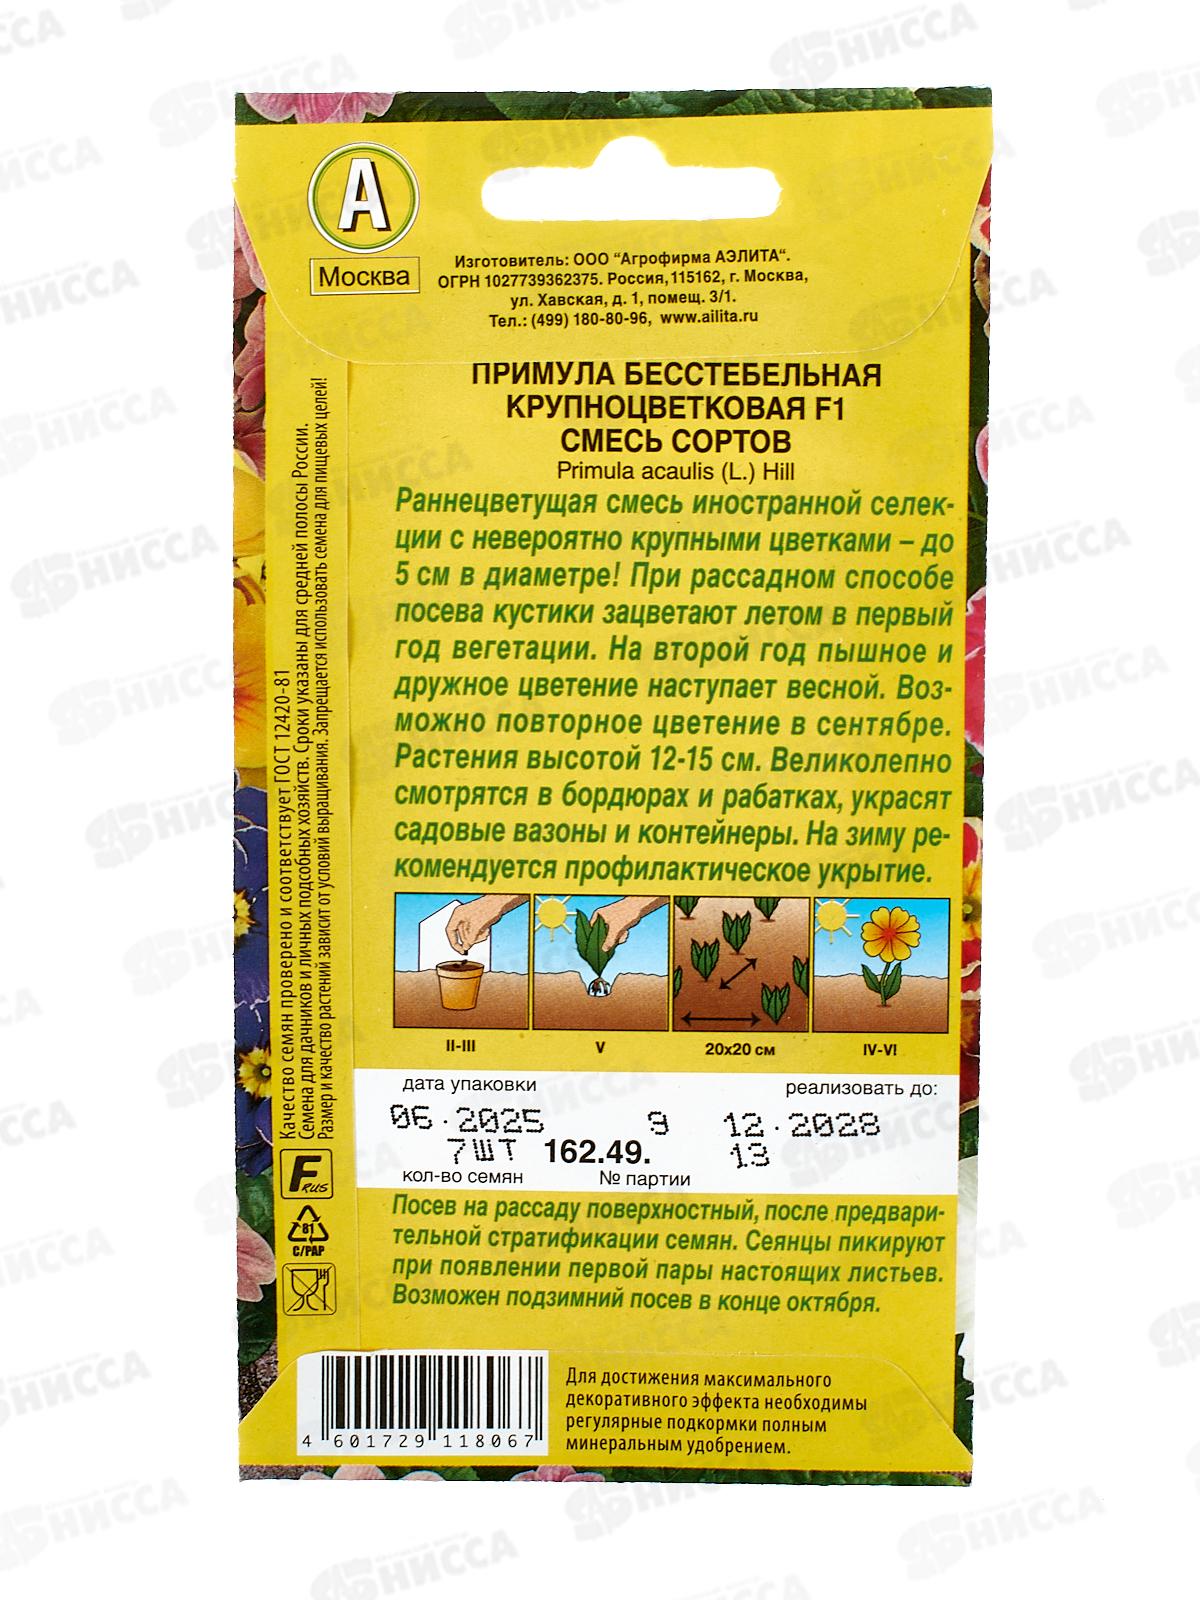 А
Москва
Изготовитель: ООО "Агрофирма АЭЛИТА".
ОГРН 1027739362375. Россия,115162, г. Москва,
ул. Хавская, д. 1, помещ. 3/1.
Тел.: (499) 180-80-96, www.ailita.ru
ПРИМУЛА БЕССТЕБЕЛЬНАЯ
КРУПНОЦВЕТКОВАЯ F1
СМЕСЬ СОРТОВ
Primula acaulis (L.) Hill
Раннецветущая смесь иностранной селек-
ции с невероятно крупными цветками – до
5 см в диаметре! При рассадном способе
посева кустики зацветают летом в первый
год вегетации. На второй год пышное и
дружное цветение наступает весной. Воз-
можно повторное цветение в сентябре.
Растения высотой 12-15 см. Великолепно
смотрятся в бордюрах и рабатках, украсят
садовые вазоны и контейнеры. На зиму ре-
комендуется профилактическое укрытие.
II-III V 20х20 см IV-VI
дата упаковки реализовать до:
06.2025 9 12.2028
7ШТ 162.49. 13
кол-во семян № партии
Посев на рассаду поверхностный, после предвари-
тельной стратификации семян. Сеянцы пикируют
при появлении первой пары настоящих листьев.
Возможен подзимний посев в конце октября.
Качество семян проверено и соответствует ГОСТ 12420-81
Семена для дачников и личных подсобных хозяйств. Сроки указаны для средней полосы России.
Размер и качество растений зависит от условий выращивания. Запрещается использовать семена для пищевых целей!
F RUS
81
C/PAP
4 601729 118067
Для достижения максимального
декоративного эффекта необходимы
регулярные подкормки полным
минеральным удобрением.
БНИССА